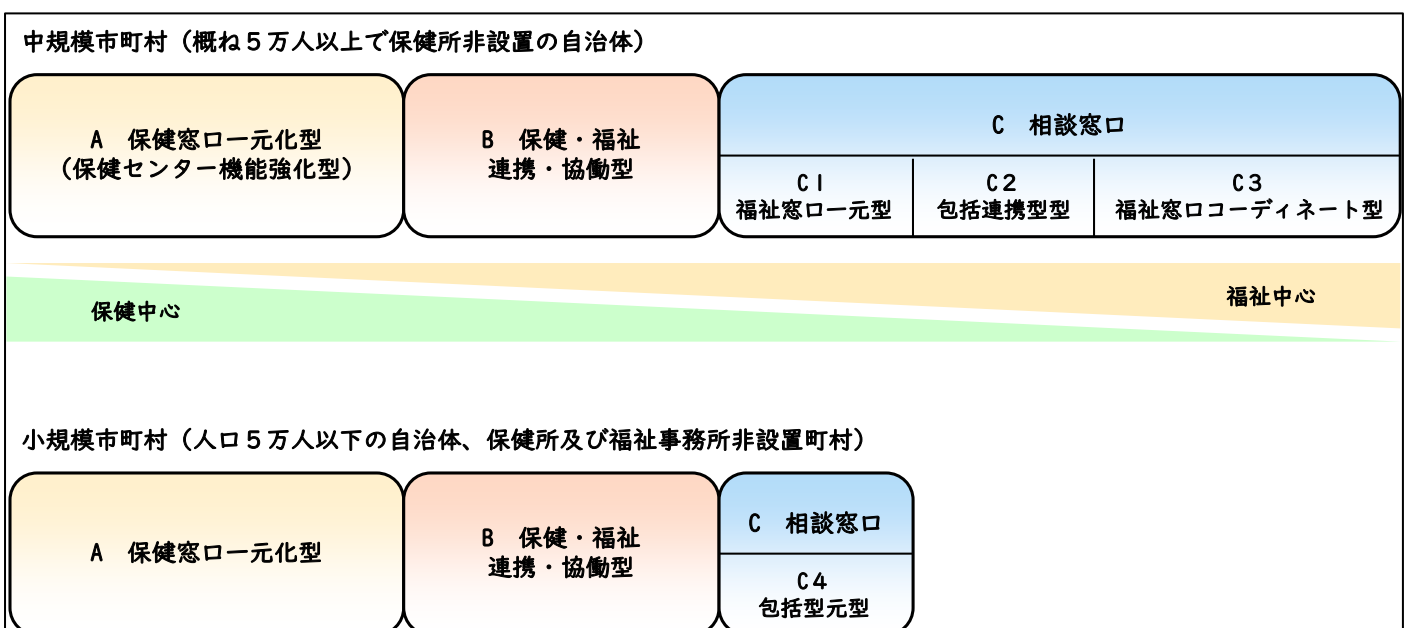 中規模市町村（概ね５万人以上で保健所非設置の自治体）
A　保健窓口一元化型
（保健センター機能強化型）
B　保健・福祉
連携・協働型
C　相談窓口
C1
福祉窓口一元型
C2
包括連携型型
C3
福祉窓口コーディネート型
保健中心
福祉中心
小規模市町村（人口５万人以下の自治体、保健所及び福祉事務所非設置町村）
A　保健窓口一元化型
B　保健・福祉
連携・協働型
C　相談窓口
C4
包括型元型